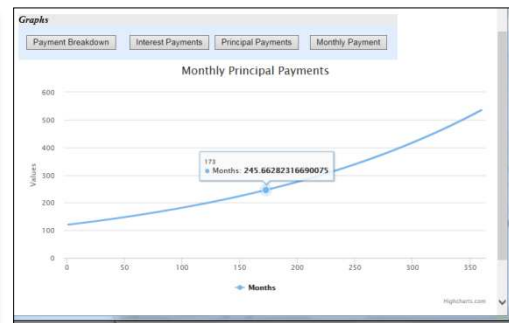 Graphs
Payment Breakdown Interest Payments Principal Payments Monthly Payment
Monthly Principal Payments
600
500
400
300
200
100
0
Values
173
Months: 245.66282316690075
0 50 100 150 200 250 300 350
Months
Highcharts.com